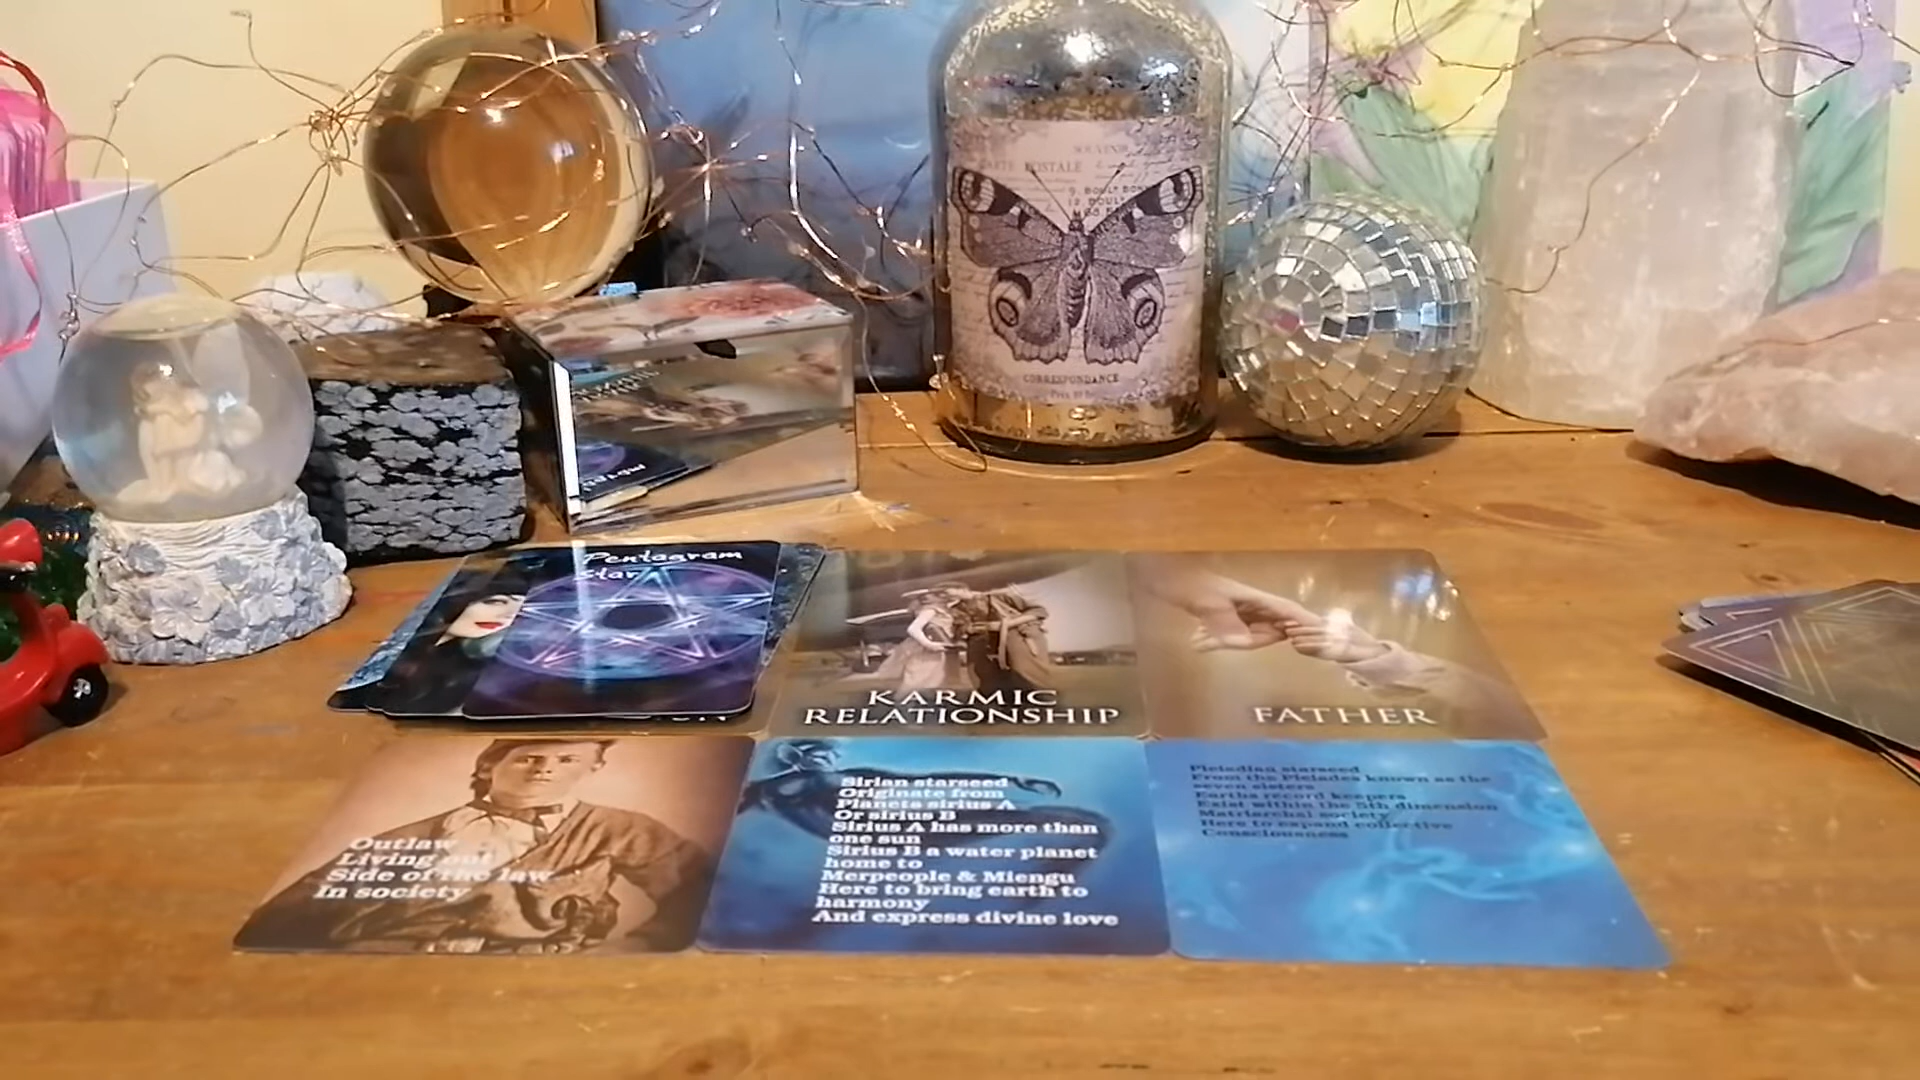 SOUVENIR
CARTE POSTALE
CORRESPONDANCE
Pentagram
Star
KARMIC
RELATIONSHIP
FATHER
Outlaw
Living out
Side of the law
In society
Sirian starseed
Originate from
Planets sirius A
Or sirius B
Sirius A has more than
one sun
Sirius B a water planet
home to
Merpeople & Miengu
Here to bring earth to
harmony
And express divine love
Pleiadian starseed
From the Pleiades known as the
seven sisters
Earths record keepers
Exist within the 5th dimension
Matriarchal society
Here to expand collective
Consciousness